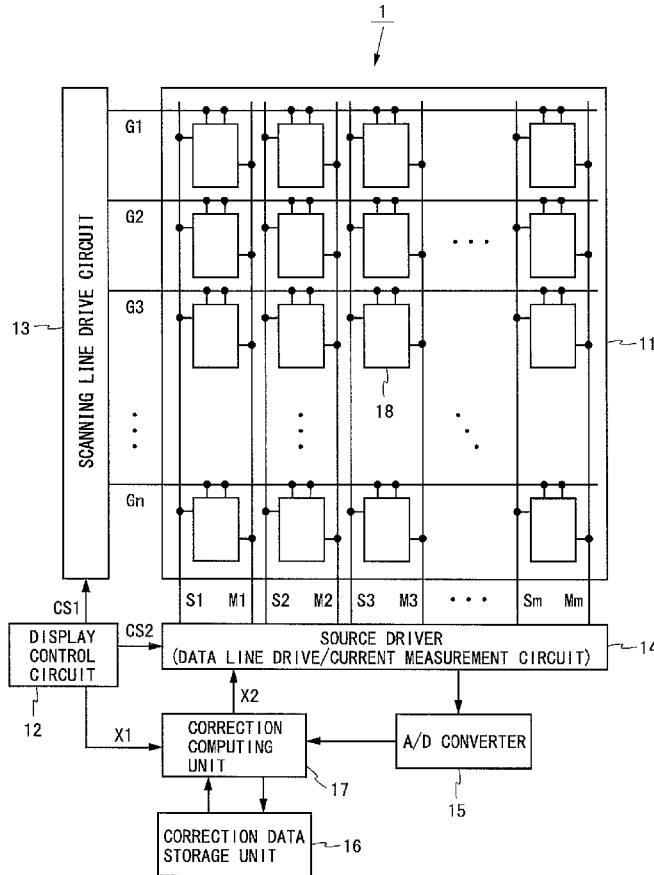 1
G1
G2
G3
Gn
• • •
SCANNING LINE DRIVE CIRCUIT
13
11
18
S1 M1 S2 M2 S3 M3 • • • • Sm Mm
CS1
DISPLAY
CONTROL
CIRCUIT
12
CS2
SOURCE DRIVER
(DATA LINE DRIVE/CURRENT MEASUREMENT CIRCUIT)
14
X1
X2
CORRECTION
COMPUTING
UNIT
17
A/D CONVERTER
15
CORRECTION DATA
STORAGE UNIT
16